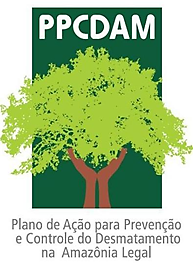 PPCDAM
Plano de Ação para Prevenção
e Controle do Desmatamento
na Amazônia Legal